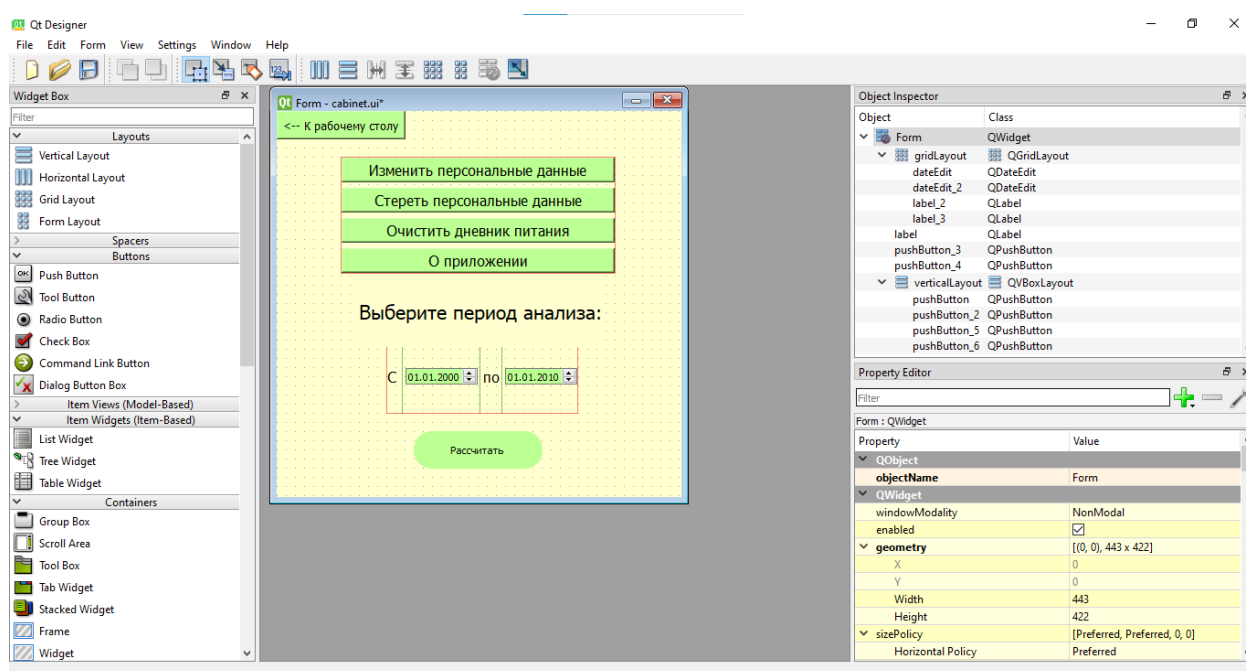 Qt Designer
File Edit Form View Settings Window Help
Widget Box
Filter
Layouts
Vertical Layout
Horizontal Layout
Grid Layout
Form Layout
Spacers
Buttons
OK Push Button
Tool Button
Radio Button
Check Box
Command Link Button
Dialog Button Box
Item Views (Model-Based)
Item Widgets (Item-Based)
List Widget
Tree Widget
Table Widget
Containers
Group Box
Scroll Area
Tool Box
Tab Widget
Stacked Widget
Frame
Widget
Qt Form - cabinet.ui*
<-- К рабочему столу
Изменить персональные данные
Стереть персональные данные
Очистить дневник питания
О приложении
Выберите период анализа:
С 01.01.2000 по 01.01.2010
Рассчитать
Object Inspector
Object Class
Form QWidget
gridLayout QGridLayout
dateEdit QDateEdit
dateEdit_2 QDateEdit
label_2 QLabel
label_3 QLabel
label QLabel
pushButton_3 QPushButton
pushButton_4 QPushButton
verticalLayout QVBoxLayout
pushButton QPushButton
pushButton_2 QPushButton
pushButton_5 QPushButton
pushButton_6 QPushButton
Property Editor
Filter
Form : QWidget
Property Value
QObject
objectName Form
QWidget
windowModality NonModal
enabled
geometry [(0, 0), 443 x 422]
X 0
Y 0
Width 443
Height 422
sizePolicy [Preferred, Preferred, 0, 0]
Horizontal Policy Preferred